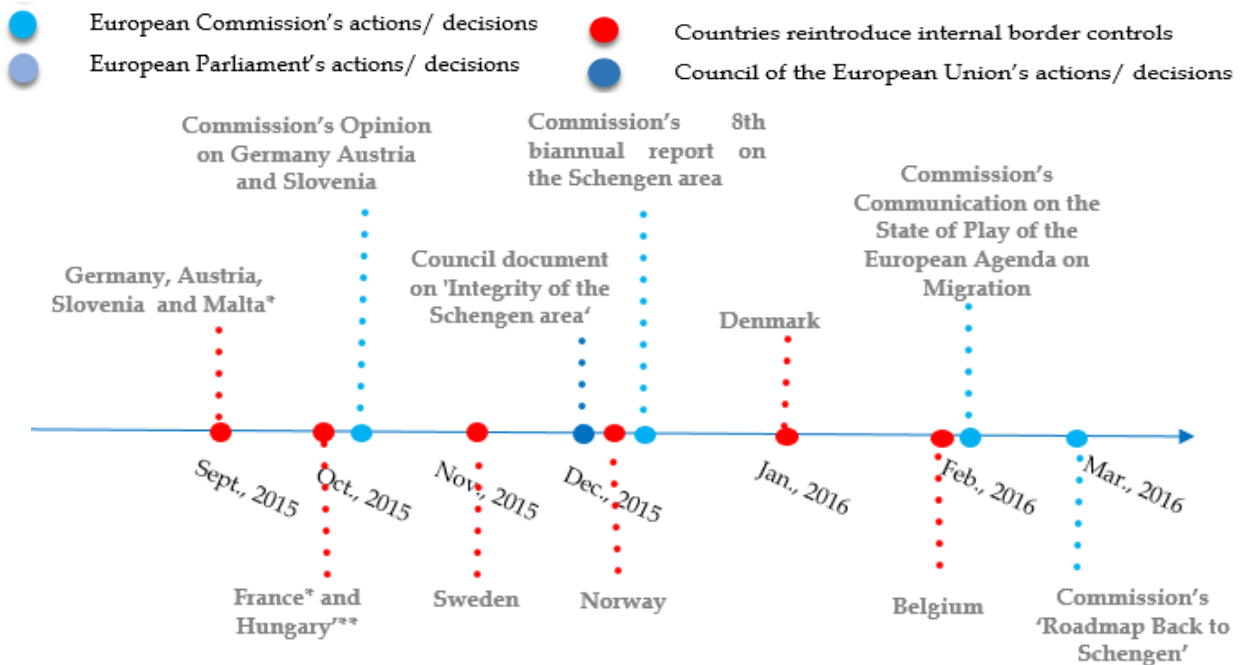 European Commission's actions/ decisions
European Parliament's actions/ decisions
Countries reintroduce internal border controls
Council of the European Union's actions/ decisions
Commission's Opinion
on Germany Austria
and Slovenia
Commission's 8th
biannual report on
the Schengen area
Commission's
Communication on the
State of Play of the
European Agenda on
Migration
Germany, Austria,
Slovenia and Malta*
Council document
on 'Integrity of the
Schengen area‘
Denmark
Sept., 2015
Oct., 2015
Nov., 2015
Dec., 2015
Jan., 2016
Feb., 2016
Mar., 2016
France* and
Hungary'**
Sweden
Norway
Belgium
Commission's
‘Roadmap Back to
Schengen’